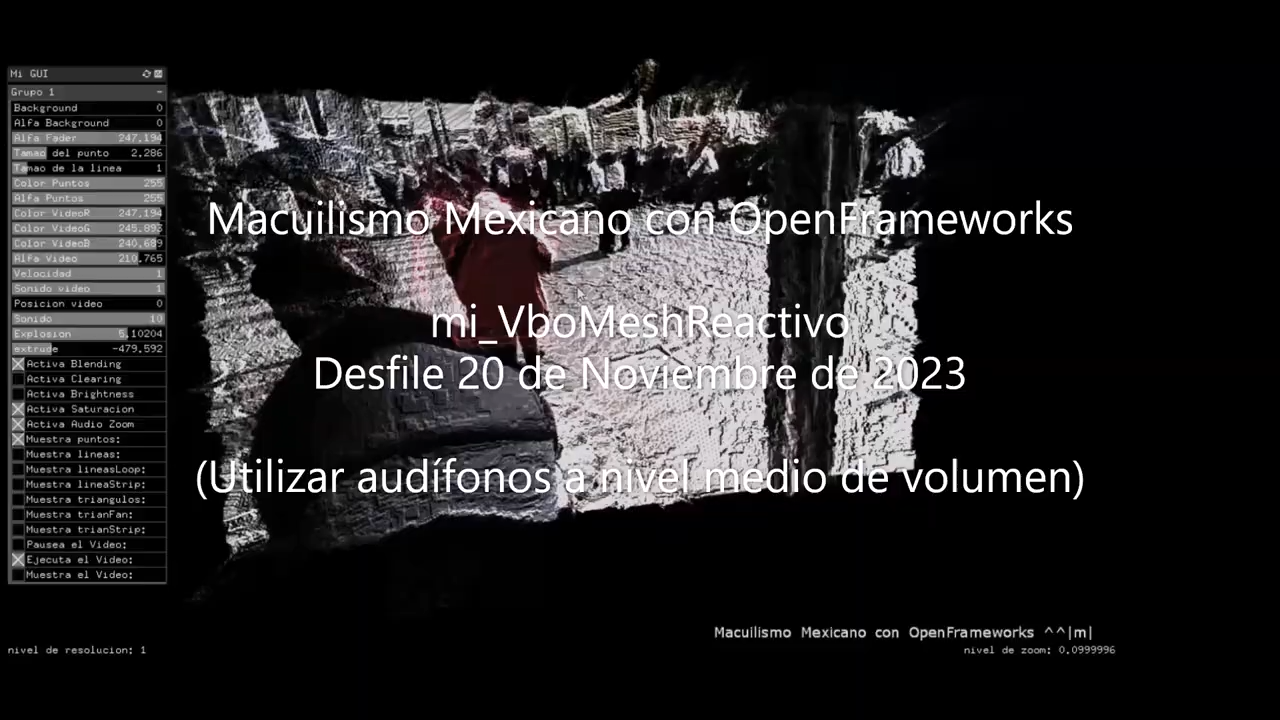 Mi GUI
Grupo 1
Background 0
Alfa Background 0
Alfa Fader 247.194
Tamao del punto 2.286
Tamao de la linea 1
Color Puntos 255
Alfa Puntos 255
Color VideoR 247.194
Color VideoG 245.893
Color VideoB 240.689
Alfa Video 210.765
Velocidad 1
Sonido video 1
Posicion video 0
Sonido 10
Explosion 5.10204
extrude -479.592
Activa Blending
Activa Clearing
Activa Brightness
Activa Saturacion
Activa Audio Zoom
Muestra puntos:
Muestra lineas:
Muestra lineasLoop:
Muestra lineaStrip:
Muestra triangulos:
Muestra trianFan:
Muestra trianStrip:
Pausea el Video:
Ejecuta el Video:
Muestra el Video:
Macuilismo Mexicano con OpenFrameworks
mi_VboMeshReactivo
Desfile 20 de Noviembre de 2023
(Utilizar audífonos a nivel medio de volumen)
Macuilismo Mexicano con OpenFrameworks ^^|m|
nivel de resolucion: 1
nivel de zoom: 0.0999996